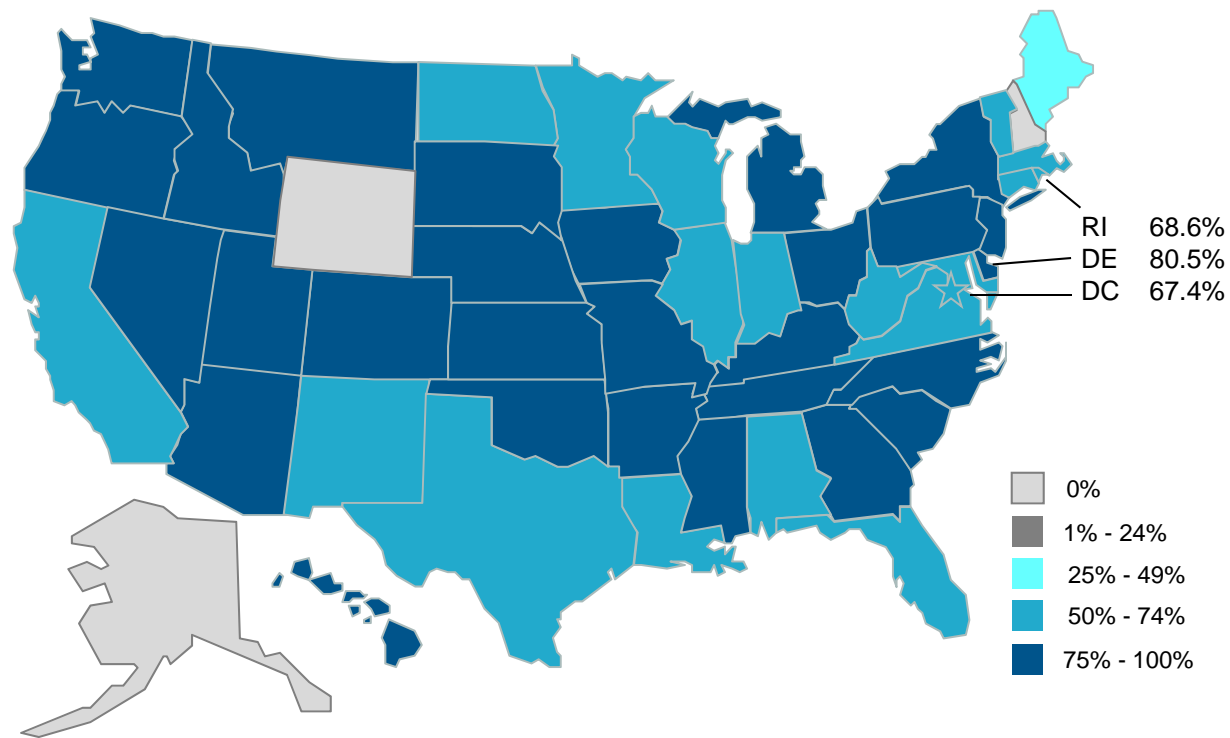 RI 68.6%
DE 80.5%
DC 67.4%
0%
1% - 24%
25% - 49%
50% - 74%
75% - 100%